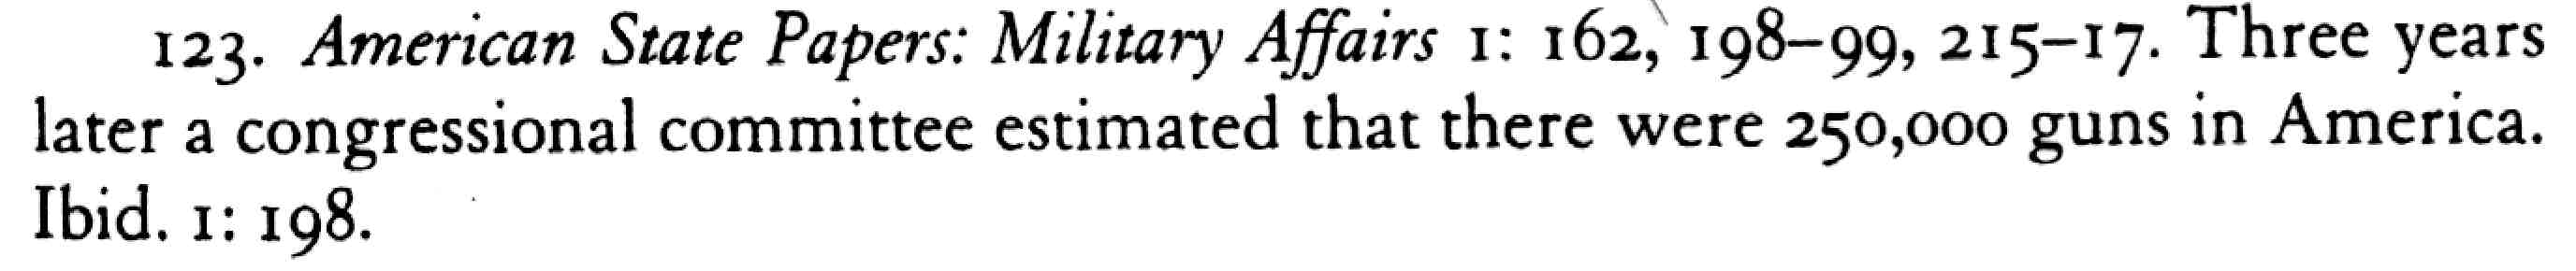 123. American State Papers: Military Affairs 1: 162, 198–99, 215–17. Three years
later a congressional committee estimated that there were 250,000 guns in America.
Ibid. 1: 198.